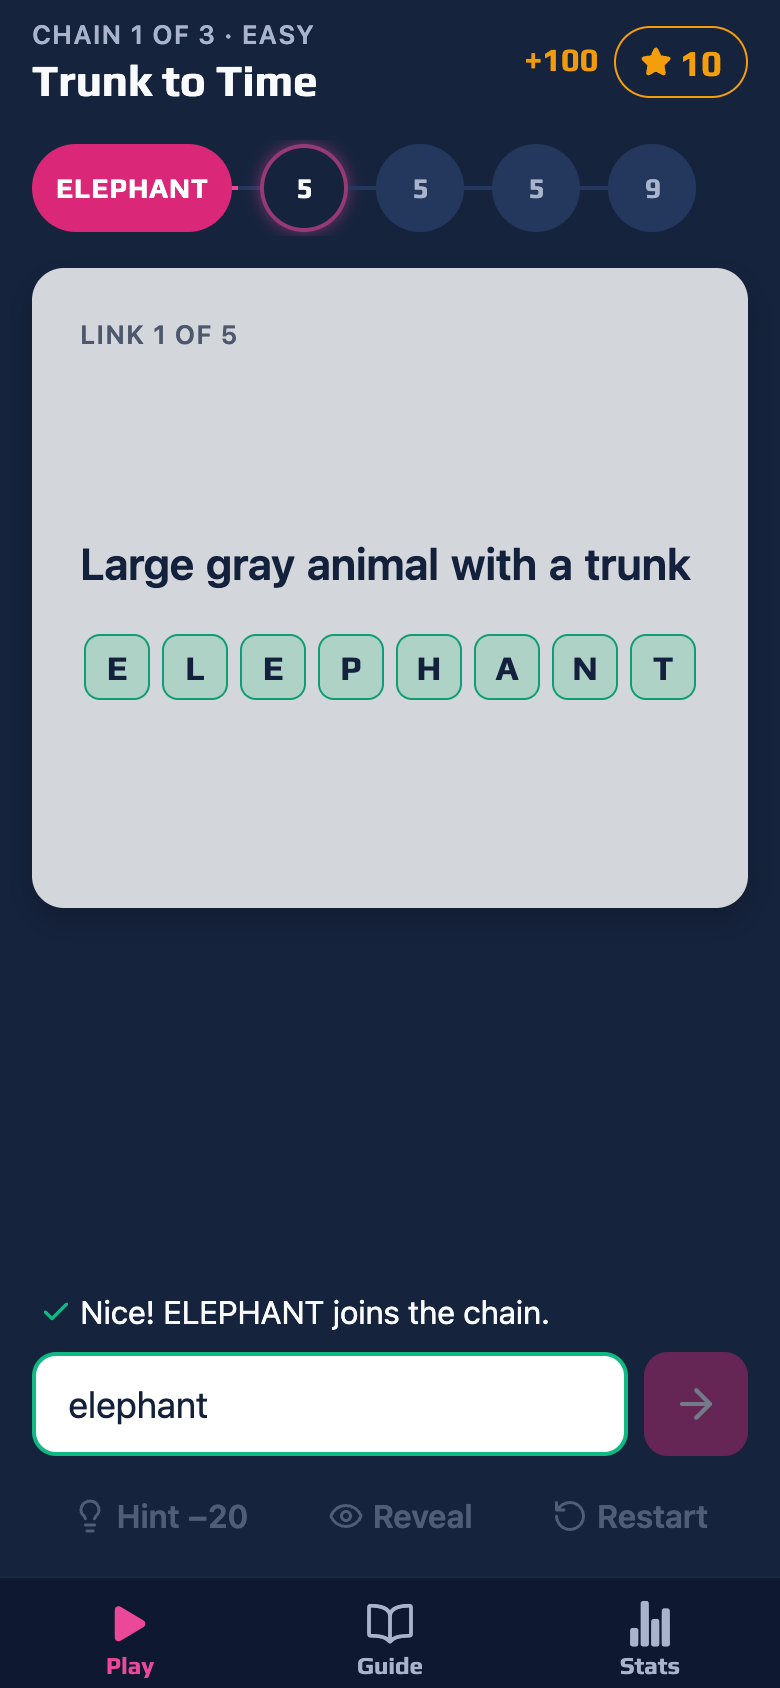 CHAIN 1 OF 3 · EASY
Trunk to Time
+100 10
ELEPHANT 5 5 5 9
LINK 1 OF 5
Large gray animal with a trunk
E L E P H A N T
Nice! ELEPHANT joins the chain.
elephant
Hint −20 Reveal Restart
Play Guide Stats